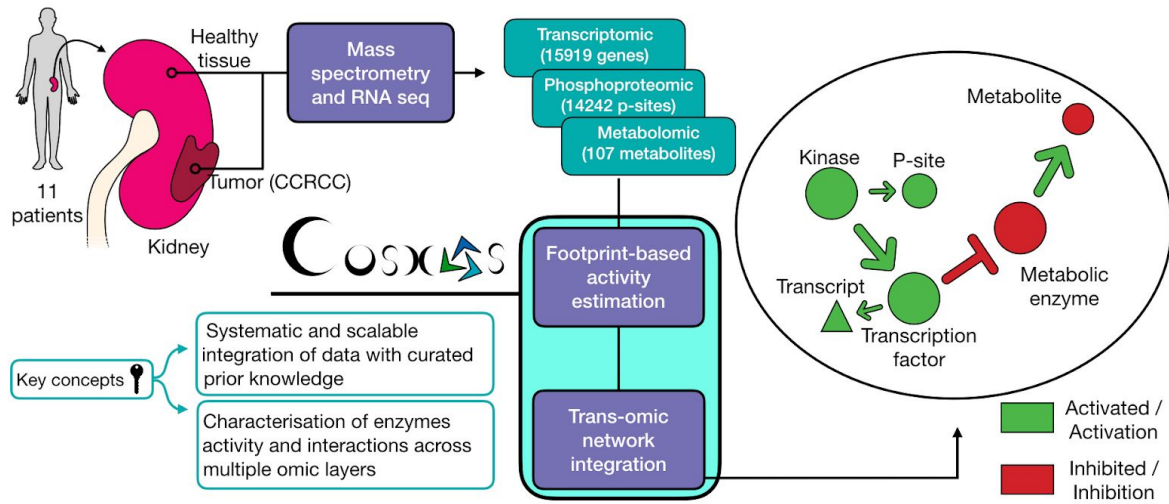 Healthy
tissue
11
patients
Kidney
Tumor (CCRCC)
Mass
spectrometry
and RNA seq
Transcriptomic
(15919 genes)
Phosphoproteomic
(14242 p-sites)
Metabolomic
(107 metabolites)
COSMOS
Footprint-based
activity
estimation
Trans-omic
network
integration
Key concepts
Systematic and scalable
integration of data with curated
prior knowledge
Characterisation of enzymes
activity and interactions across
multiple omic layers
Metabolite
Kinase
P-site
Transcript
Transcription
factor
Metabolic
enzyme
Activated /
Activation
Inhibited /
Inhibition